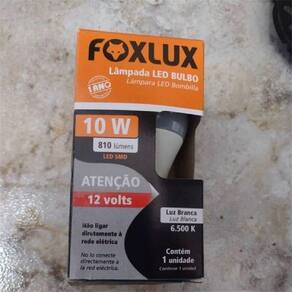 FOXLUX
Lâmpada LED BULBO
Lámpara LED Bombilla
1 ANO
10 W
810 lúmens
LED SMD
ATENÇÃO
12 volts
Não ligar
diretamente à
rede elétrica
No lo conecte
directamente a
la red eléctrica.
Luz Branca
Luz Blanca
6.500 K
Contém
1 unidade
Contiene 1 unidad